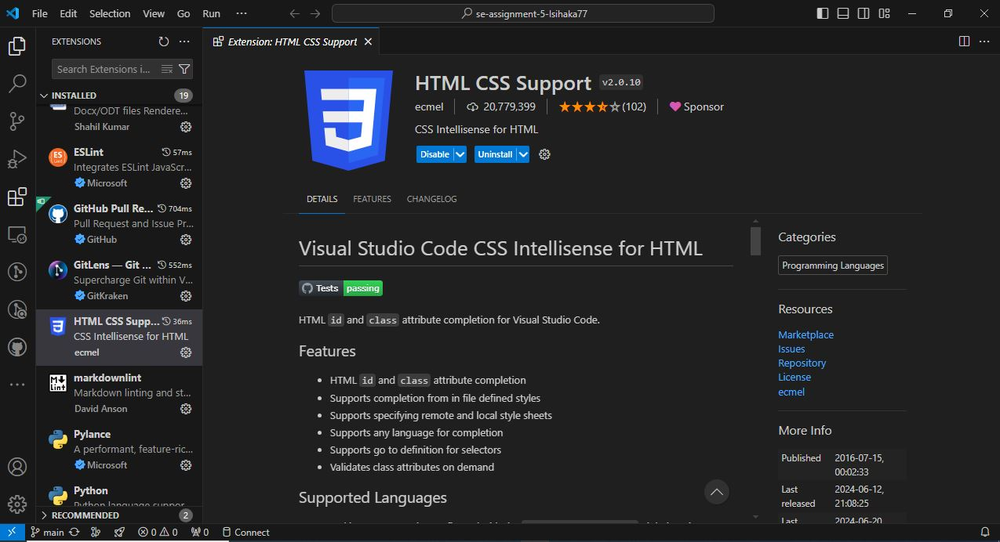 File Edit Selection View Go Run ···
se-assignment-5-Isihaka77
EXTENSIONS
Search Extensions i...
INSTALLED 19
Docx/ODT files Rendere...
Shahil Kumar
ESLint 57ms
Integrates ESLint JavaScr...
Microsoft
GitHub Pull Re... 704ms
Pull Request and Issue Pr...
GitHub
GitLens — Git ... 552ms
Supercharge Git within V...
GitKraken
HTML CSS Supp... 36ms
CSS Intellisense for HTML
ecmel
markdownlint
Markdown linting and st...
David Anson
Pylance
A performant, feature-ric...
Microsoft
Python
Python language suppor
RECOMMENDED 2
Extension: HTML CSS Support
HTML CSS Support v2.0.10
ecmel 20,779,399 (102) Sponsor
CSS Intellisense for HTML
Disable Uninstall
DETAILS FEATURES CHANGELOG
Visual Studio Code CSS Intellisense for HTML
Tests passing
HTML id and class attribute completion for Visual Studio Code.
Features
• HTML id and class attribute completion
• Supports completion from in file defined styles
• Supports specifying remote and local style sheets
• Supports any language for completion
• Supports go to definition for selectors
• Validates class attributes on demand
Supported Languages
Categories
Programming Languages
Resources
Marketplace
Issues
Repository
License
ecmel
More Info
Published 2016-07-15,
00:02:33
Last 2024-06-12,
released 21:08:25
Last 2024-06-20
main 0 0 0 Connect